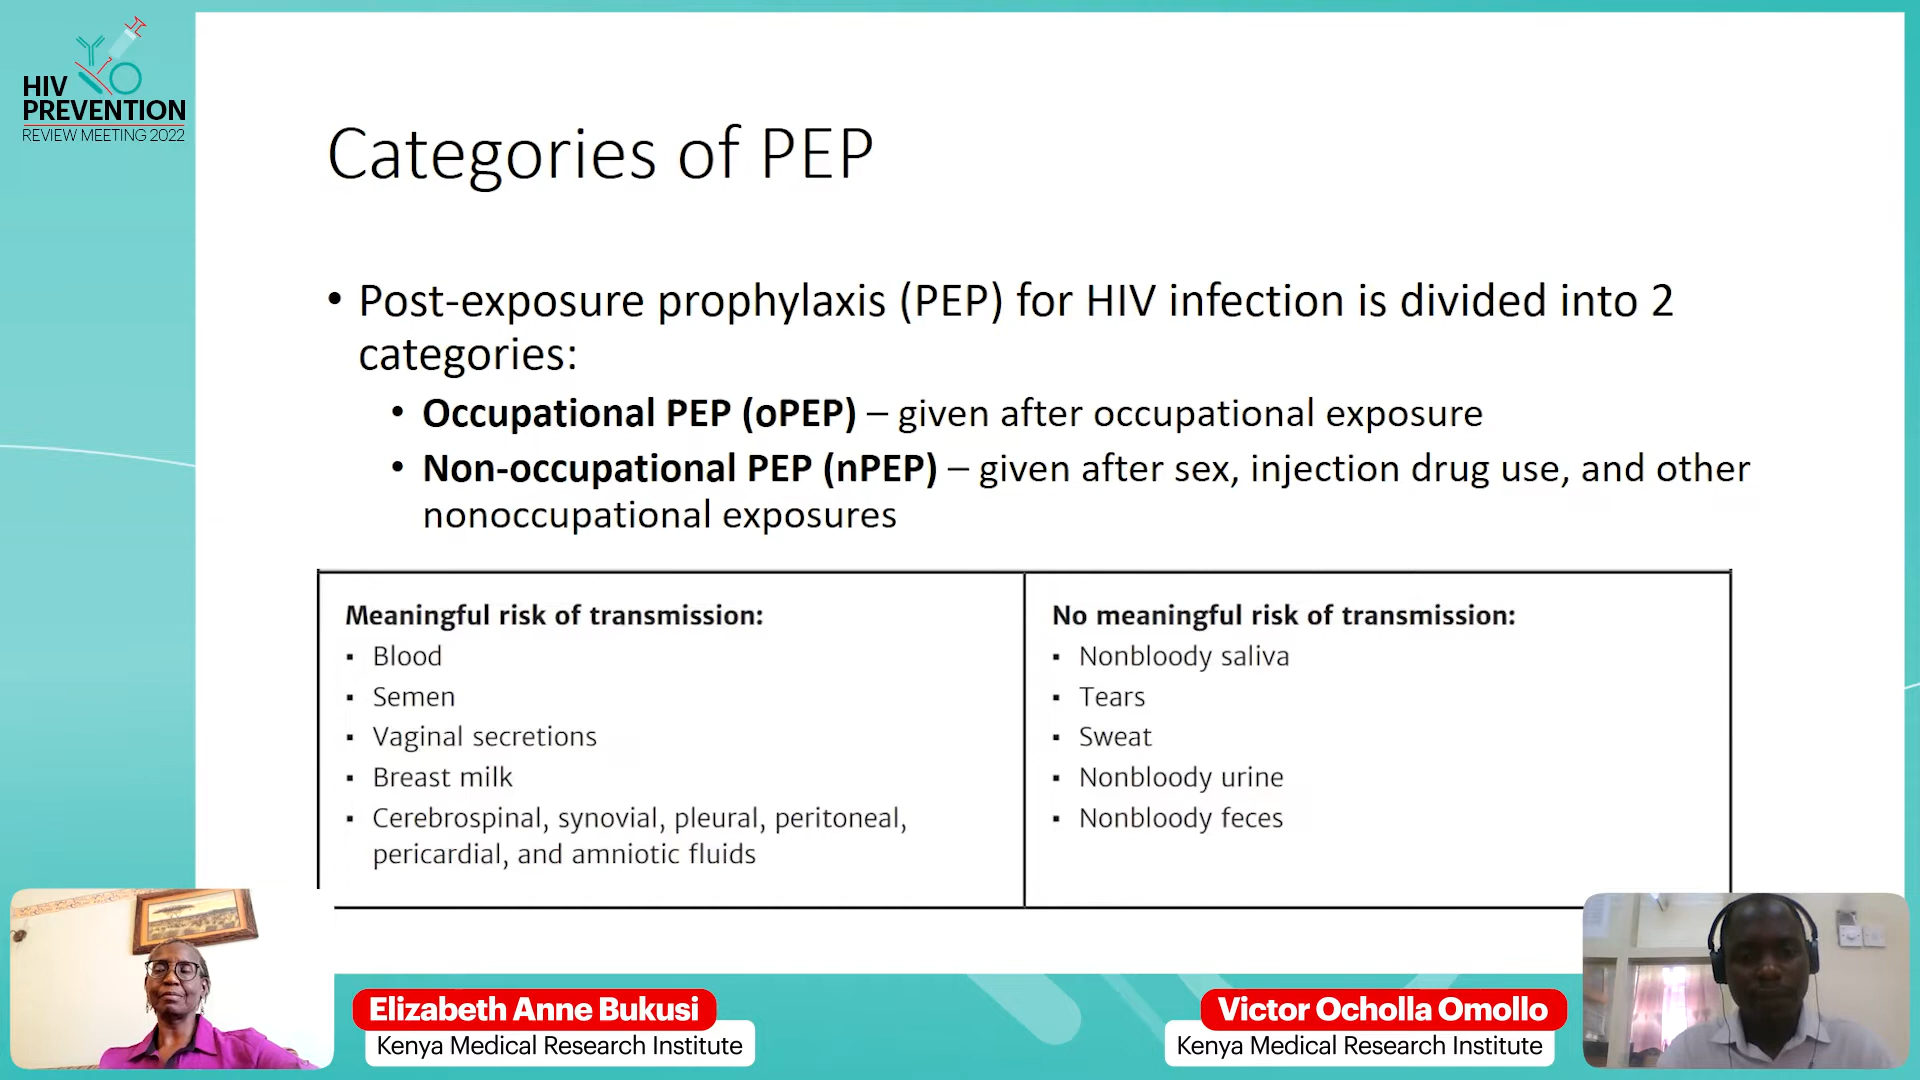 HIV
PREVENTION
REVIEW MEETING 2022
Categories of PEP
• Post-exposure prophylaxis (PEP) for HIV infection is divided into 2
categories:
• Occupational PEP (oPEP) – given after occupational exposure
• Non-occupational PEP (nPEP) – given after sex, injection drug use, and other
nonoccupational exposures
Meaningful risk of transmission:
▪ Blood
▪ Semen
▪ Vaginal secretions
▪ Breast milk
▪ Cerebrospinal, synovial, pleural, peritoneal,
pericardial, and amniotic fluids
No meaningful risk of transmission:
▪ Nonbloody saliva
▪ Tears
▪ Sweat
▪ Nonbloody urine
▪ Nonbloody feces
Elizabeth Anne Bukusi
Kenya Medical Research Institute
Victor Ocholla Omollo
Kenya Medical Research Institute